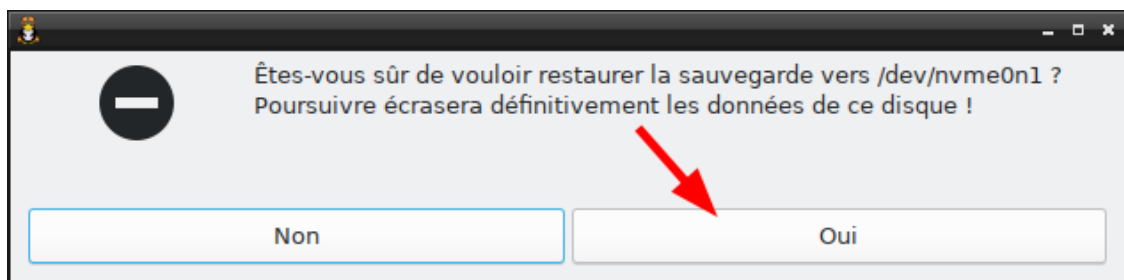 Êtes-vous sûr de vouloir restaurer la sauvegarde vers /dev/nvme0n1 ?
Poursuivre écrasera définitivement les données de ce disque !
Non
Oui